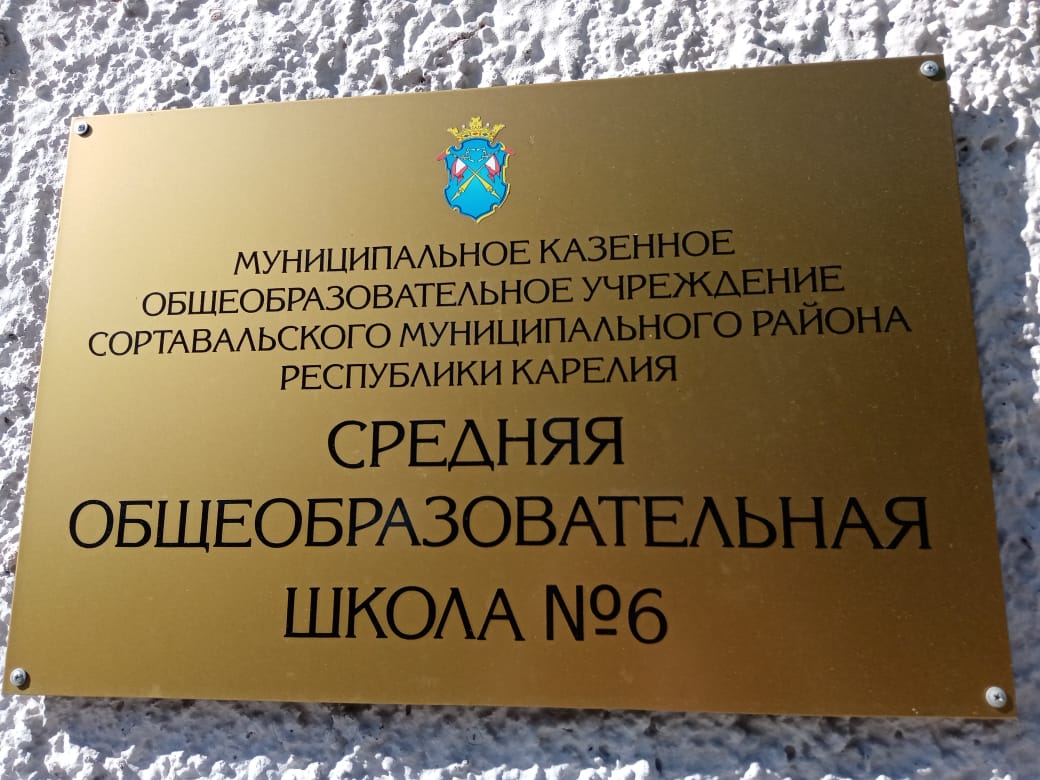 МУНИЦИПАЛЬНОЕ КАЗЕННОЕ
ОБЩЕОБРАЗОВАТЕЛЬНОЕ УЧРЕЖДЕНИЕ
СОРТАВАЛЬСКОГО МУНИЦИПАЛЬНОГО РАЙОНА
РЕСПУБЛИКИ КАРЕЛИЯ
СРЕДНЯЯ
ОБЩЕОБРАЗОВАТЕЛЬНАЯ
ШКОЛА №6